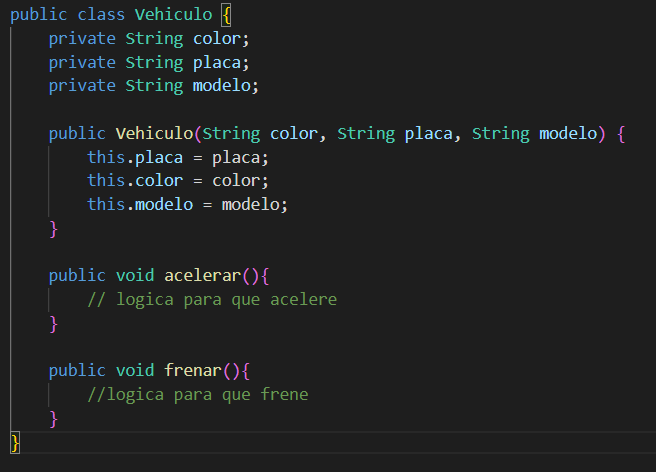 public class Vehiculo {
    private String color;
    private String placa;
    private String modelo;

    public Vehiculo(String color, String placa, String modelo) {
        this.placa = placa;
        this.color = color;
        this.modelo = modelo;
    }

    public void acelerar(){
        // logica para que acelere
    }

    public void frenar(){
        //logica para que frene
    }
}